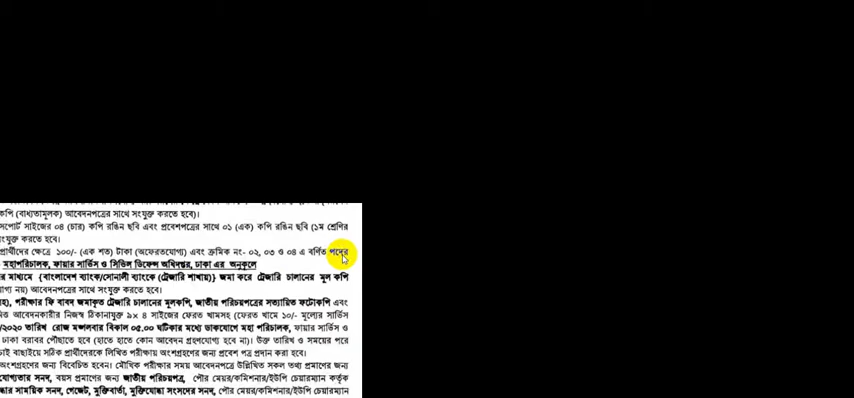 কপি (বাধ্যতামূলক) আবেদনপত্রের সাথে সংযুক্ত করতে হবে)।
সপোর্ট সাইজের ০৪ (চার) কপি রঙিন ছবি এবং প্রবেশপত্রের সাথে ০১ (এক) কপি রঙিন ছবি (১ম শ্রেণির
ংযুক্ত করতে হবে।
প্রার্থীদের ক্ষেত্রে ১০০/- (এক শত) টাকা (অফেরতযোগ্য) এবং ক্রমিক নং- ০২, ০৩ ও ০৪ এ বর্ণিত পদের
মহাপরিচালক, ফায়ার সার্ভিস ও সিভিল ডিফেন্স অধিদপ্তর, ঢাকা এর অনুকূলে
র মাধ্যমে {বাংলাদেশ ব্যাংক/সোনালী ব্যাংকে (ট্রেজারি শাখায়)} জমা করে ট্রেজারি চালানের মূল কপি
যাগ্য নয়) আবেদনপত্রের সাথে সংযুক্ত করতে হবে।
হ), পরীক্ষার ফি বাবদ জমাকৃত ট্রেজারি চালানের মূলকপি, জাতীয় পরিচয়পত্রের সত্যায়িত ফটোকপি এবং
আবেদনকারীর নিজস্ব ঠিকানাযুক্ত ৯x ৪ সাইজের ফেরত খামসহ (ফেরত খামে ১০/- মূল্যের সার্ভিস
/২০২০ তারিখ রোজ মঙ্গলবার বিকাল ০৫.০০ ঘটিকার মধ্যে ডাকযোগে মহা পরিচালক, ফায়ার সার্ভিস ও
ঢাকা বরাবর পৌঁছাতে হবে (হাতে হাতে কোন আবেদন গ্রহণযোগ্য হবে না)। উক্ত তারিখ ও সময়ের পরে
চাই বাছাইয়ে সঠিক প্রার্থীদেরকে লিখিত পরীক্ষায় অংশগ্রহণের জন্য প্রবেশ পত্র প্রদান করা হবে।
অংশগ্রহণের জন্য বিবেচিত হবেন। মৌখিক পরীক্ষার সময় আবেদনপত্রে উল্লিখিত সকল তথ্য প্রমাণের জন্য
যোগ্যতার সনদ, বয়স প্রমাণের জন্য জাতীয় পরিচয়পত্র, পৌর মেয়র/কমিশনার/ইউপি চেয়ারম্যান কর্তৃক
দ্ধার সাময়িক সনদ, গেজেট, মুক্তিবার্তা, মুক্তিযোদ্ধা সংসদের সনদ, পৌর মেয়র/কমিশনার/ইউপি চেয়ারম্যান